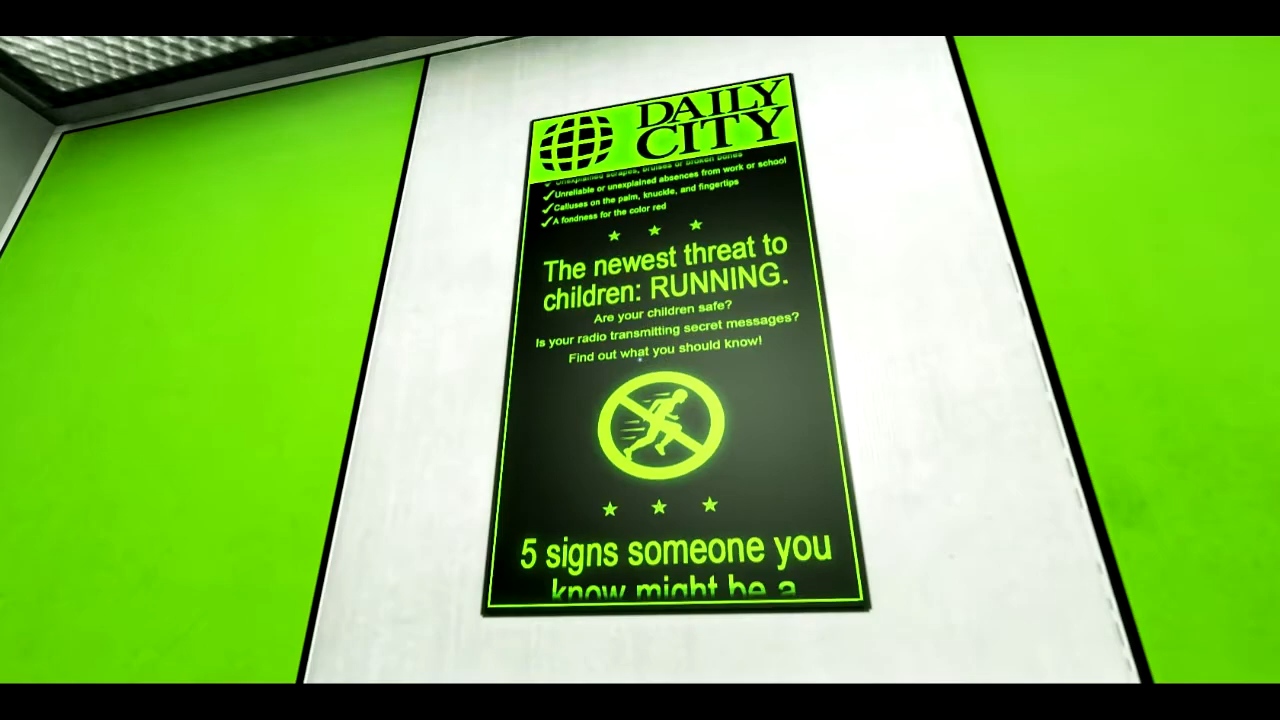 DAILY
CITY
Unexplained scrapes, bruises or broken bones
Unreliable or unexplained absences from work or school
Calluses on the palm, knuckle, and fingertips
A fondness for the color red
The newest threat to
children: RUNNING.
Are your children safe?
Is your radio transmitting secret messages?
Find out what you should know!
5 signs someone you
know might be a